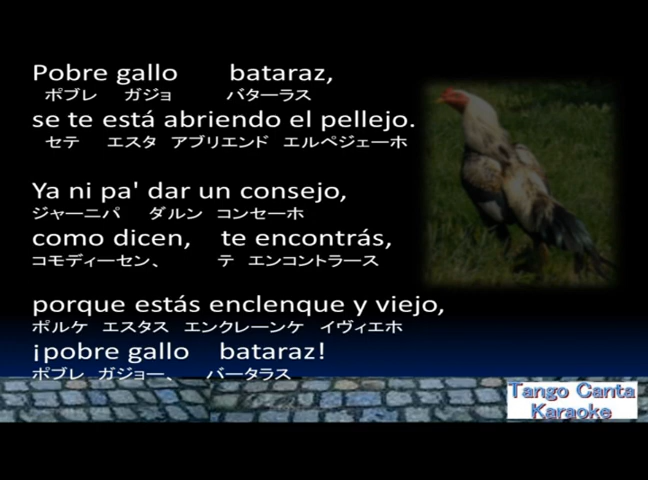 Pobre gallo bataraz,
ポブレ ガジョ バターラス
se te está abriendo el pellejo.
セテ エスタ アブリエンド エルペジェーホ
Ya ni pa' dar un consejo,
ジャーニパ ダルン コンセーホ
como dicen, te encontrás,
コモディーセン、 テ エンコントラース
porque estás enclenque y viejo,
ポルケ エスタス エンクレーンケ イヴィエホ
¡pobre gallo bataraz!
ポブレ ガジョー、 バータラス
Tango Canta
Karaoke